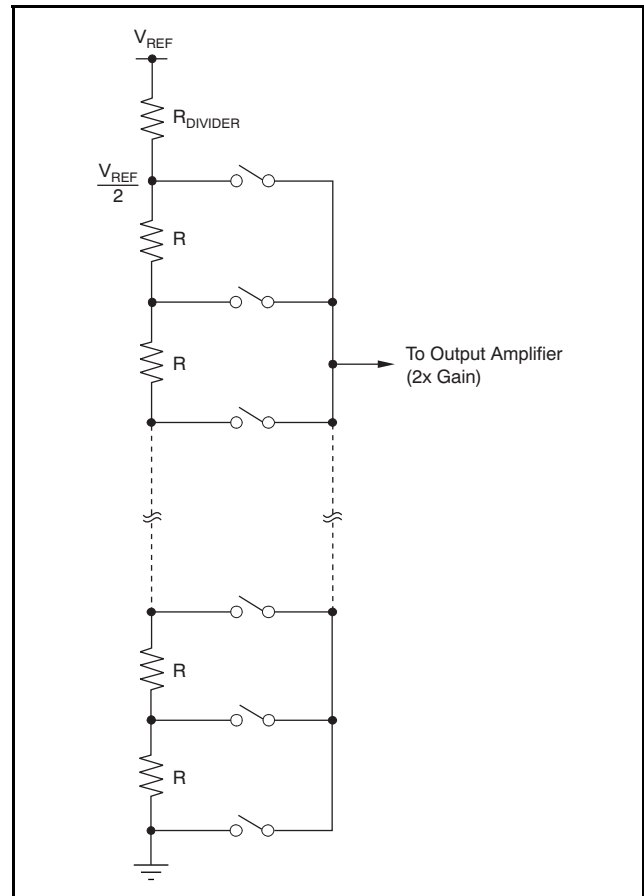 V_REF
R_DIVIDER
V_REF
2
R
R
To Output Amplifier
(2x Gain)
R
R